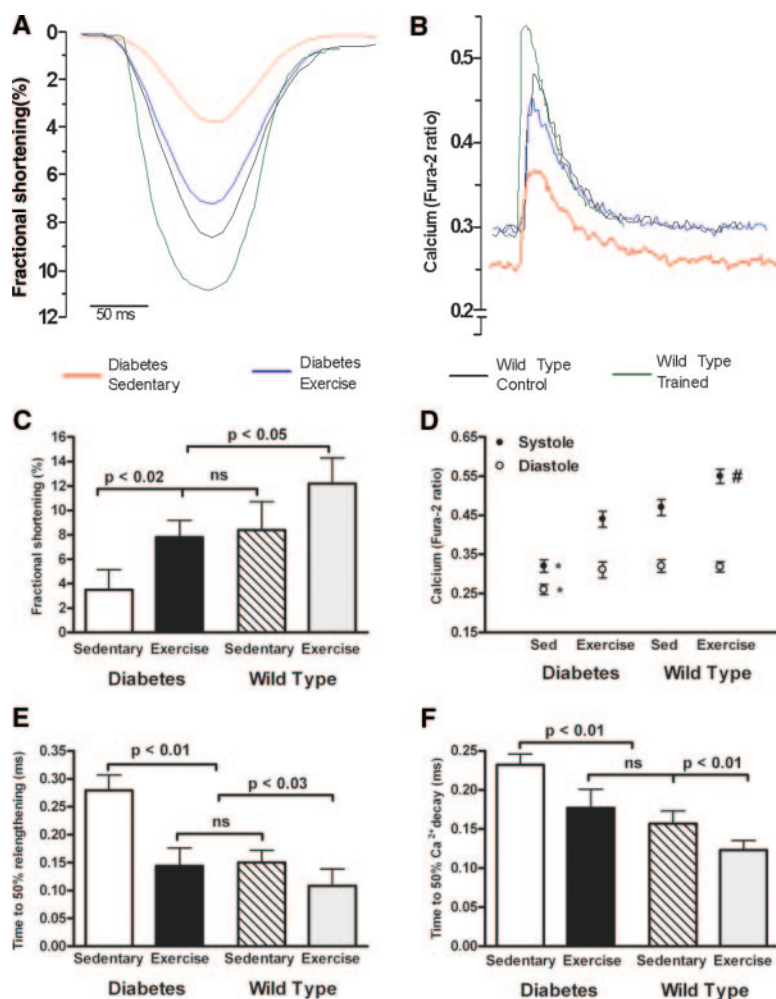 A
Fractional shortening(%)
0
2
4
6
8
10
12
50 ms
B
Calcium (Fura-2 ratio)
0.5
0.4
0.3
0.2
Diabetes
Sedentary
Diabetes
Exercise
Wild Type
Control
Wild Type
Trained
C
Fractional shortening (%)
16
14
12
10
8
6
4
2
0
p < 0.05
p < 0.02
ns
Sedentary Exercise Sedentary Exercise
Diabetes Wild Type
D
Calcium (Fura-2 ratio)
0.65
0.55
0.45
0.35
0.25
0.15
Systole
Diastole
#
*
*
Sed Exercise Sed Exercise
Diabetes Wild Type
E
Time to 50% relengthening (ms)
0.35
0.30
0.25
0.20
0.15
0.10
0.05
0.00
p < 0.01
p < 0.03
ns
Sedentary Exercise Sedentary Exercise
Diabetes Wild Type
F
Time to 50% Ca 2+ decay (ms)
0.25
0.20
0.15
0.10
0.05
0.00
p < 0.01
ns
p < 0.01
Sedentary Exercise Sedentary Exercise
Diabetes Wild Type